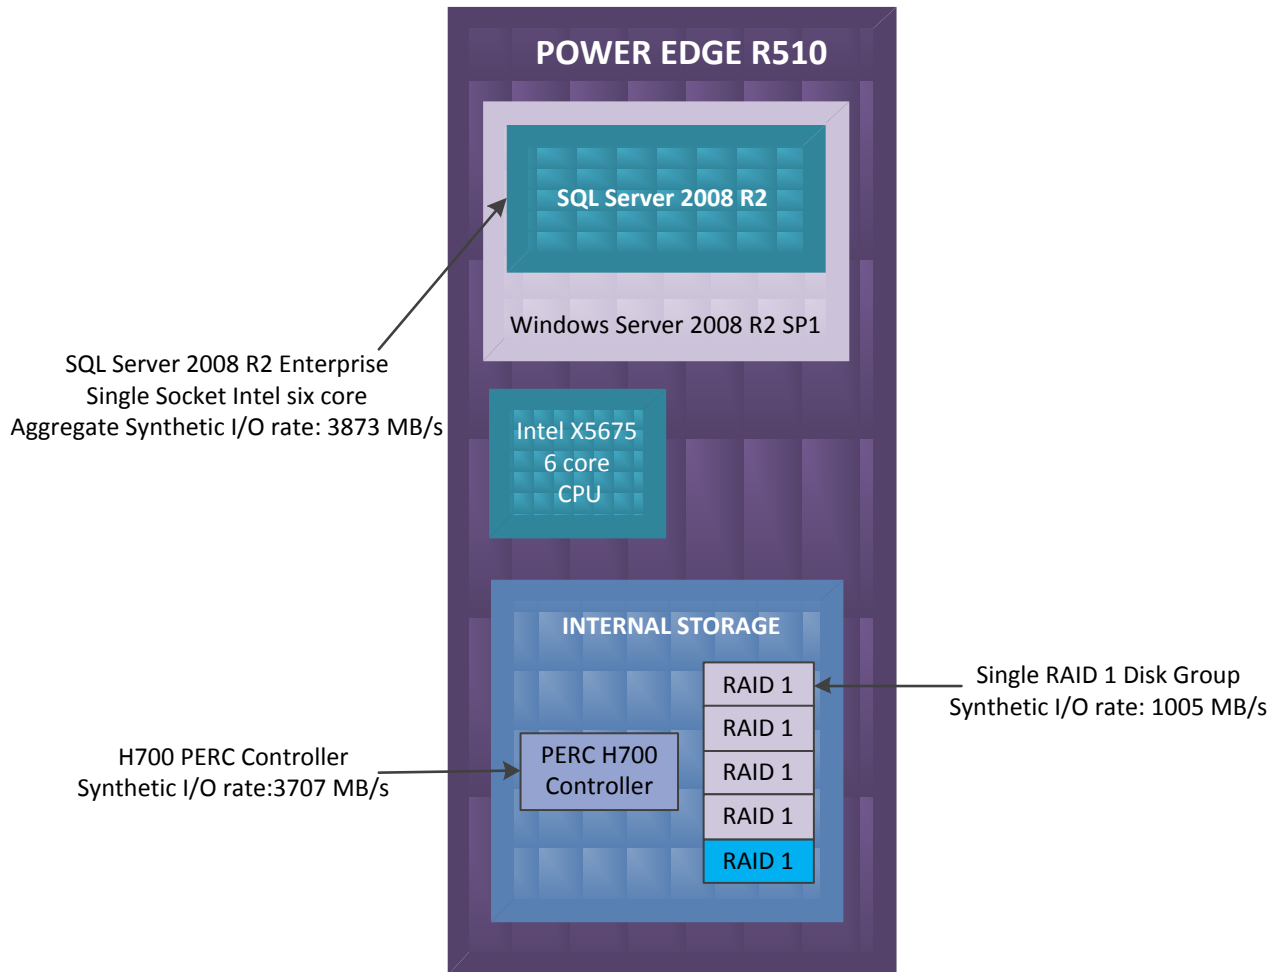 POWER EDGE R510
SQL Server 2008 R2
Windows Server 2008 R2 SP1
SQL Server 2008 R2 Enterprise
Single Socket Intel six core
Aggregate Synthetic I/O rate: 3873 MB/s
Intel X5675
6 core
CPU
INTERNAL STORAGE
RAID 1
RAID 1
RAID 1
RAID 1
RAID 1
Single RAID 1 Disk Group
Synthetic I/O rate: 1005 MB/s
PERC H700
Controller
H700 PERC Controller
Synthetic I/O rate:3707 MB/s